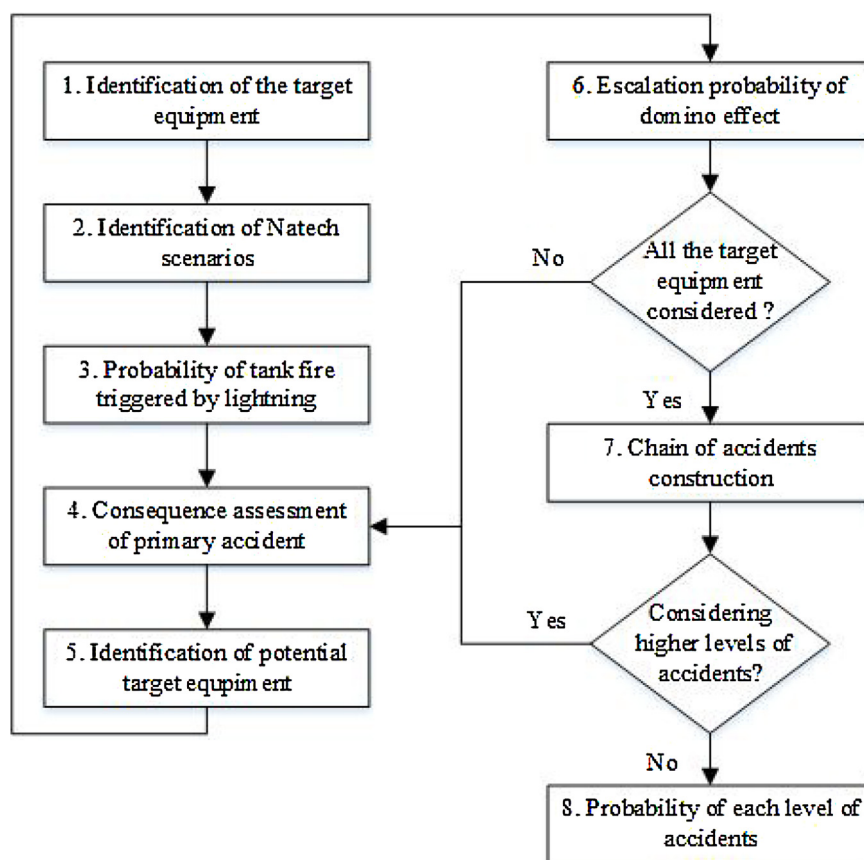 1. Identification of the target
equipment
2. Identification of Natech
scenarios
3. Probability of tank fire
triggered by lightning
4. Consequence assessment
of primary accident
5. Identification of potential
target equpiment
6. Escalation probability of
domino effect
All the target
equipment
considered ?
No
Yes
7. Chain of accidents
construction
Considering
higher levels of
accidents?
Yes
No
8. Probability of each level of
accidents